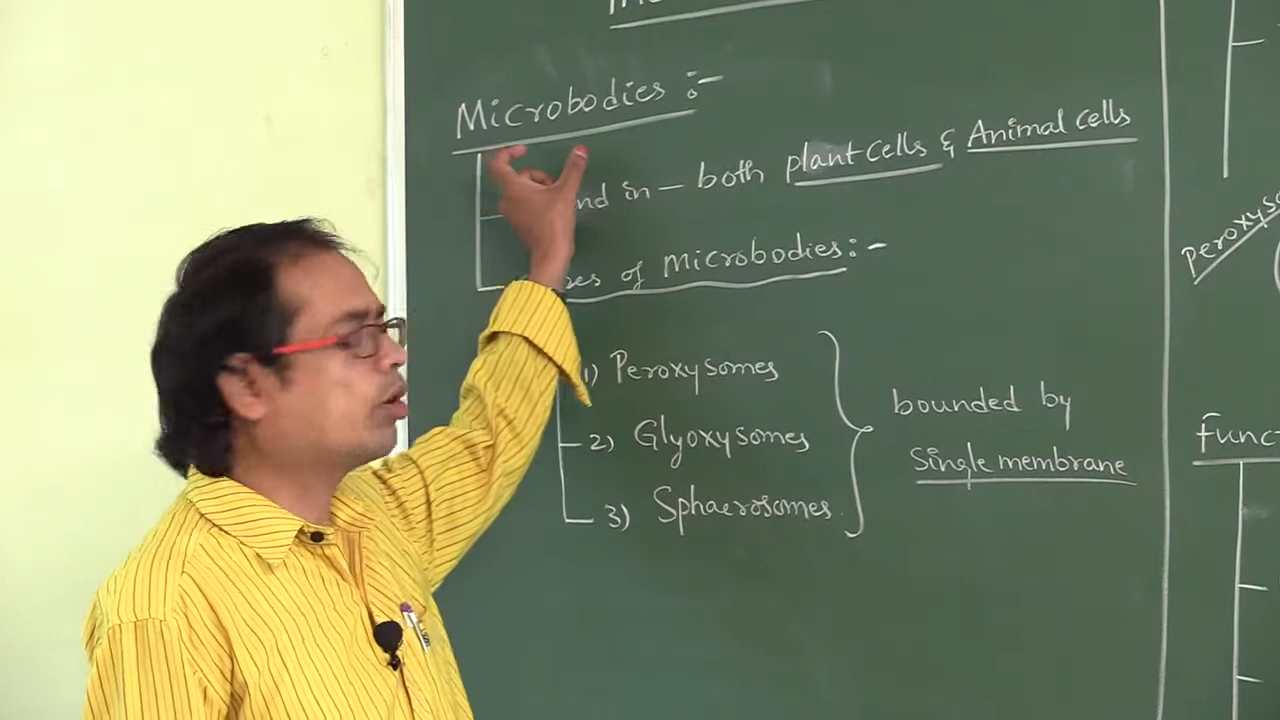 Microbodies :-
nd in - both plant cells & Animal cells
es of Microbodies :-
1) Peroxysomes
2) Glyoxysomes
3) Sphaerosomes.
bounded by
single membrane
Func